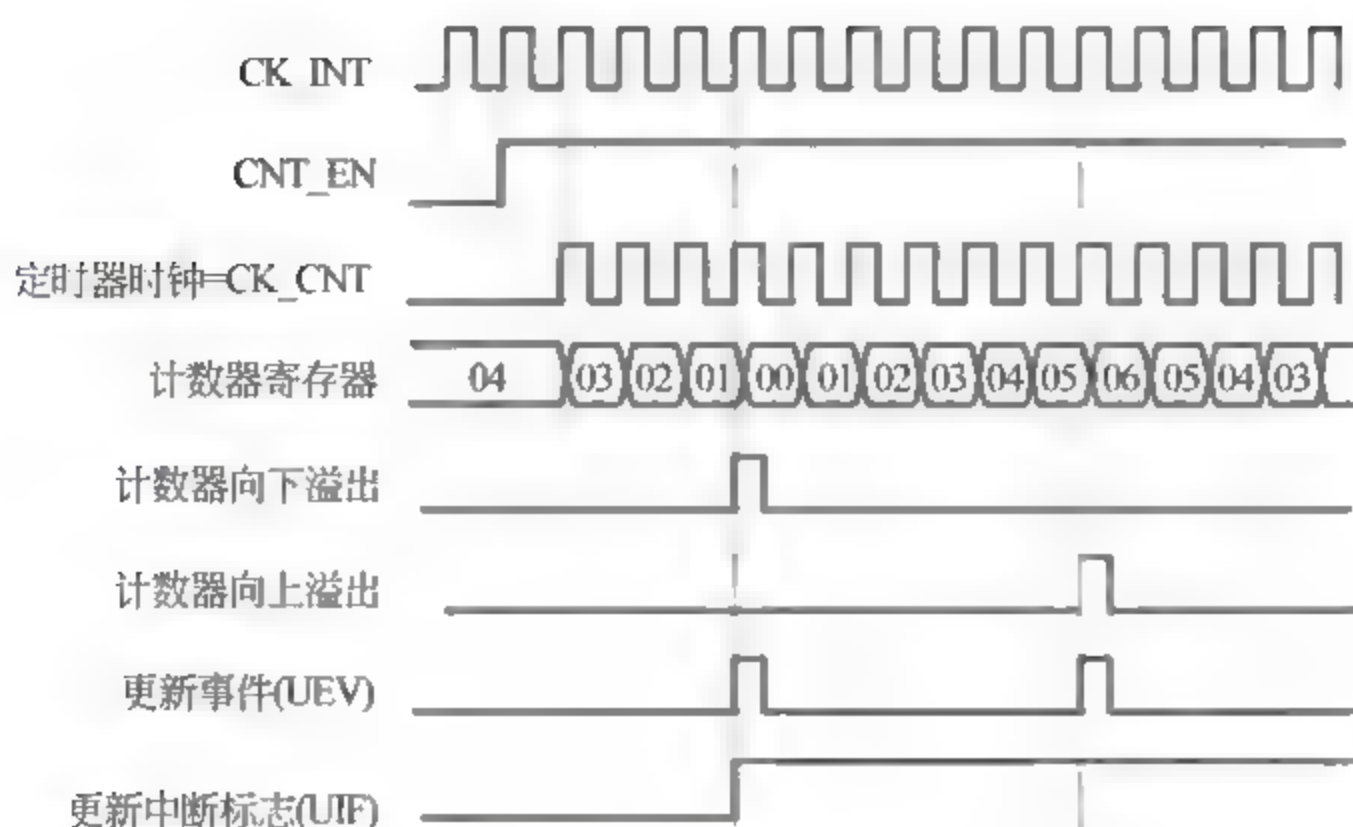 CK_INT
CNT_EN
定时器时钟=CK_CNT
计数器寄存器 04 03 02 01 00 01 02 03 04 05 06 05 04 03
计数器向下溢出
计数器向上溢出
更新事件(UEV)
更新中断标志(UIF)